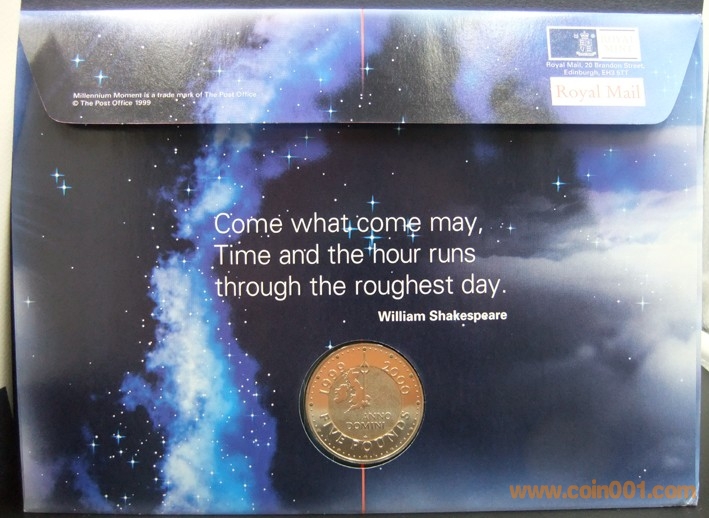 Millennium Moment is a trade mark of The Post Office
© The Post Office 1999
Royal Mail, 20 Brandon Street,
Edinburgh, EH3 5TT
Royal Mail
Come what come may,
Time and the hour runs
through the roughest day.
William Shakespeare
1999 2000
ANNO
DOMINI
FIVE POUNDS
www.coin001.com